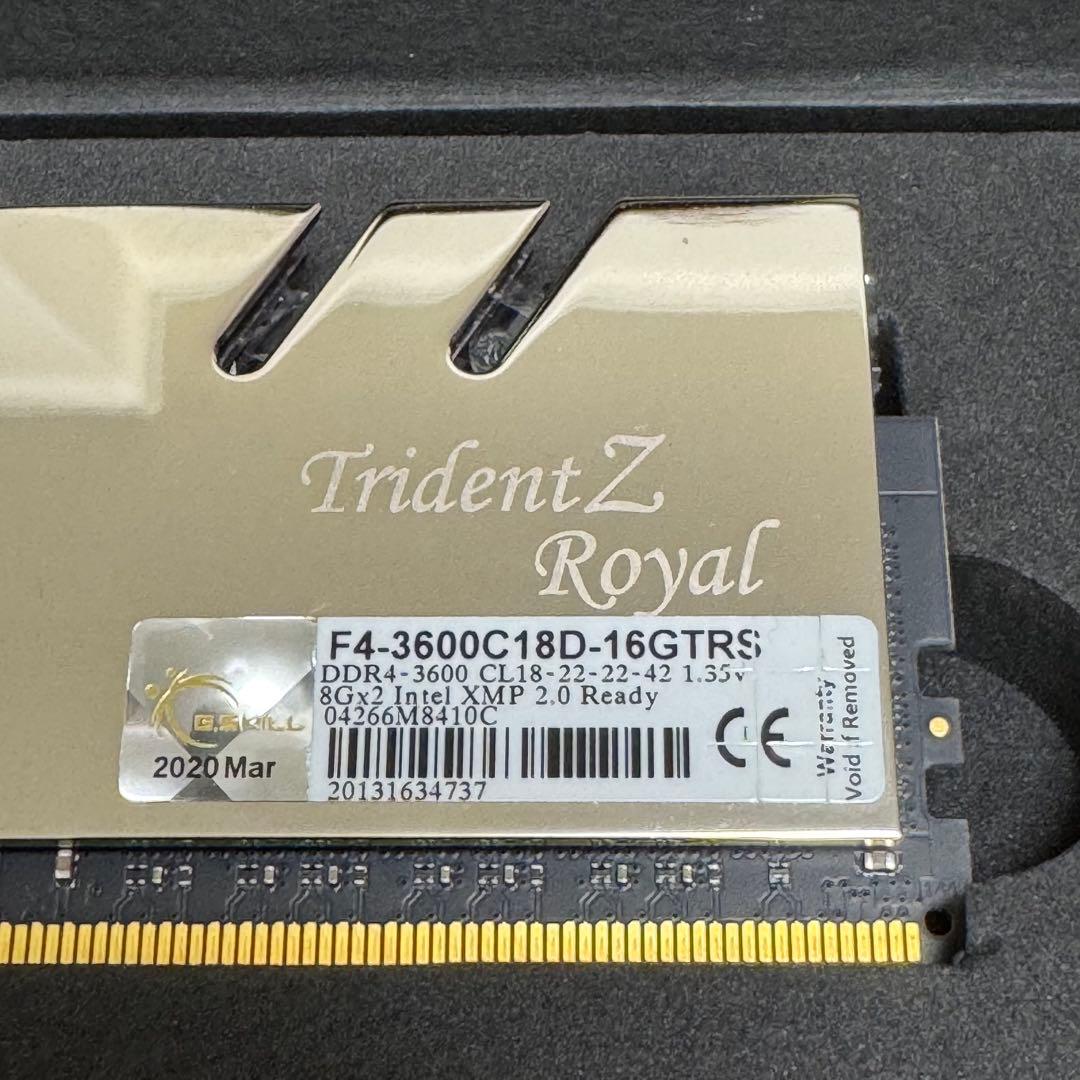 Trident Z
Royal
F4-3600C18D-16GTRS
DDR4-3600 CL18-22-22-42 1.35v
8Gx2 Intel XMP 2.0 Ready
04266M8410C
20131634737
G.SKILL
2020 Mar
CE
Warranty
Void if Removed